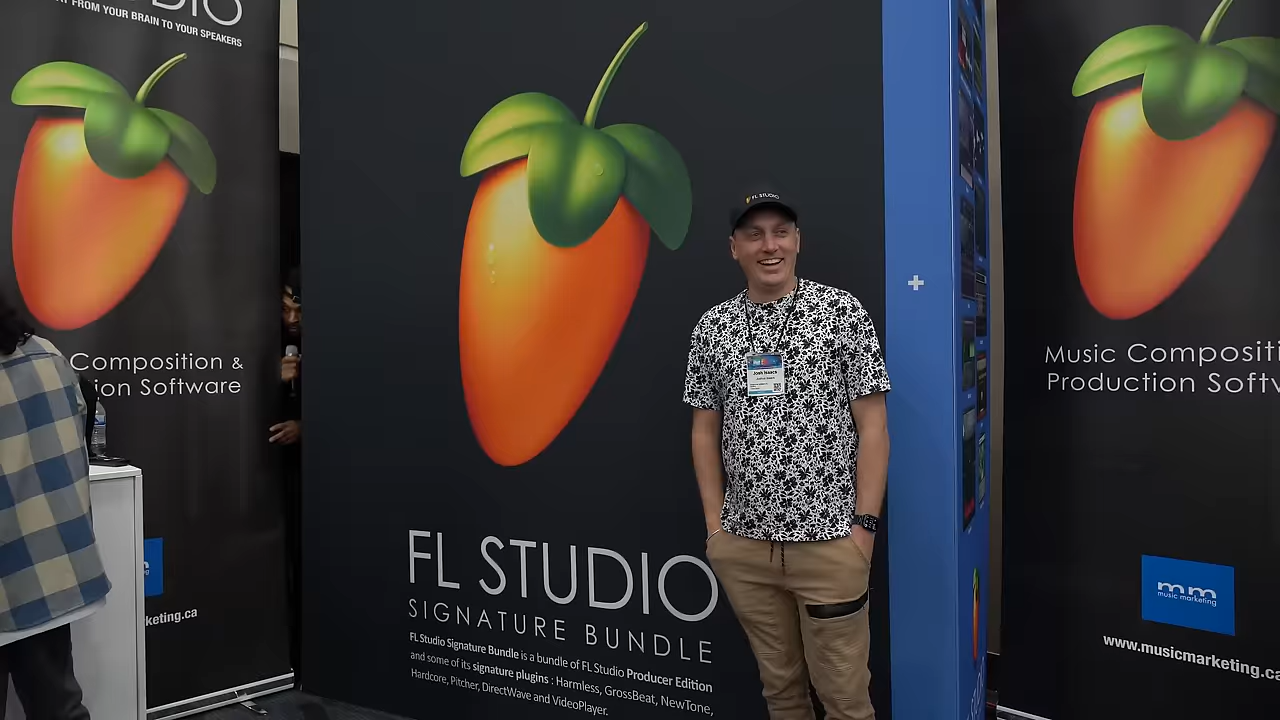 STUDIO
FROM YOUR BRAIN TO YOUR SPEAKERS
Composition &
ion Software
keting.ca
FL STUDIO
SIGNATURE BUNDLE
FL Studio Signature Bundle is a bundle of FL Studio Producer Edition
and some of its signature plugins : Harmless, GrossBeat, NewTone,
Hardcore, Pitcher, DirectWave and VideoPlayer.
FL STUDIO
Josh Isaacs
Music Compositi
Production Softw
mm
music marketing
www.musicmarketing.ca